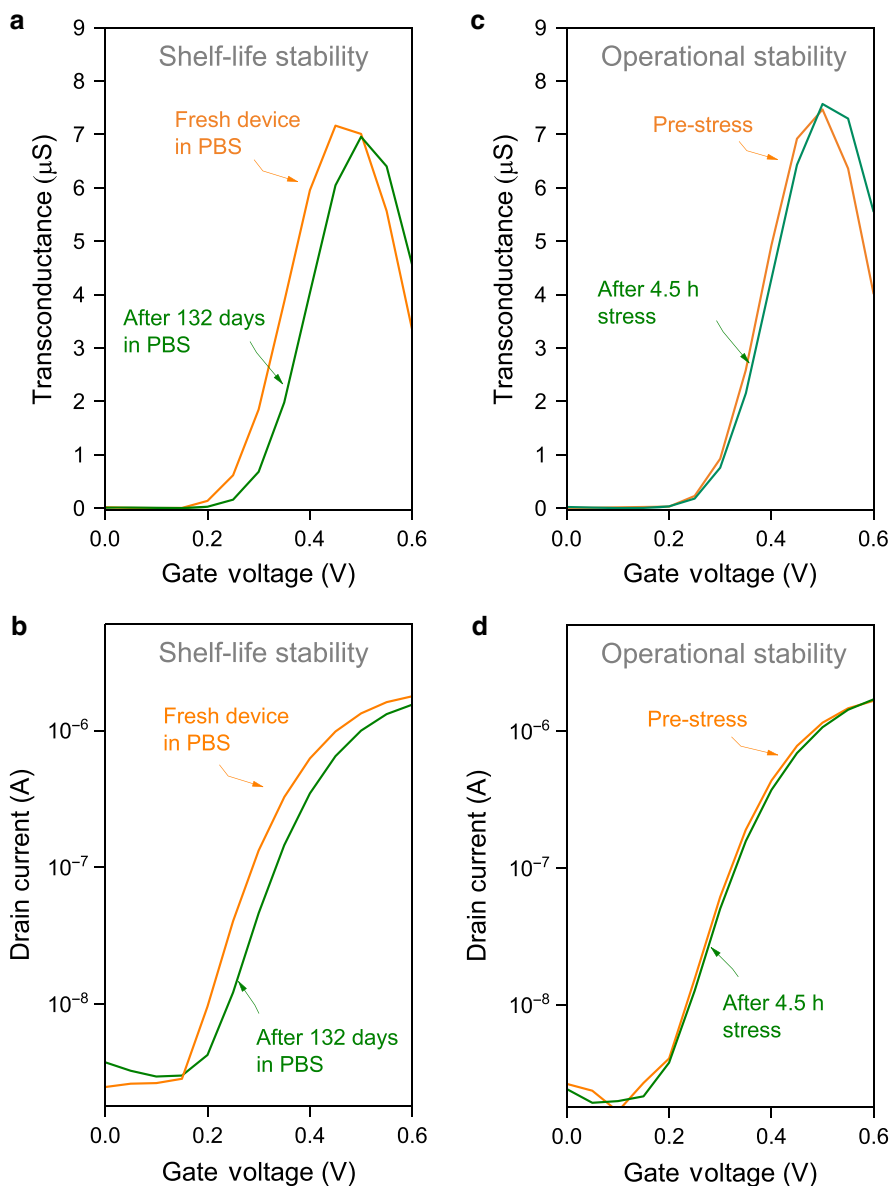 a
Shelf-life stability
Fresh device
in PBS
After 132 days
in PBS
Transconductance (μS)
9
8
7
6
5
4
3
2
1
0
0.0 0.2 0.4 0.6
Gate voltage (V)
c
Operational stability
Pre-stress
After 4.5 h
stress
Transconductance (μS)
9
8
7
6
5
4
3
2
1
0
0.0 0.2 0.4 0.6
Gate voltage (V)
b
Shelf-life stability
Fresh device
in PBS
After 132 days
in PBS
Drain current (A)
10⁻⁶
10⁻⁷
10⁻⁸
0.0 0.2 0.4 0.6
Gate voltage (V)
d
Operational stability
Pre-stress
After 4.5 h
stress
Drain current (A)
10⁻⁶
10⁻⁷
10⁻⁸
0.0 0.2 0.4 0.6
Gate voltage (V)